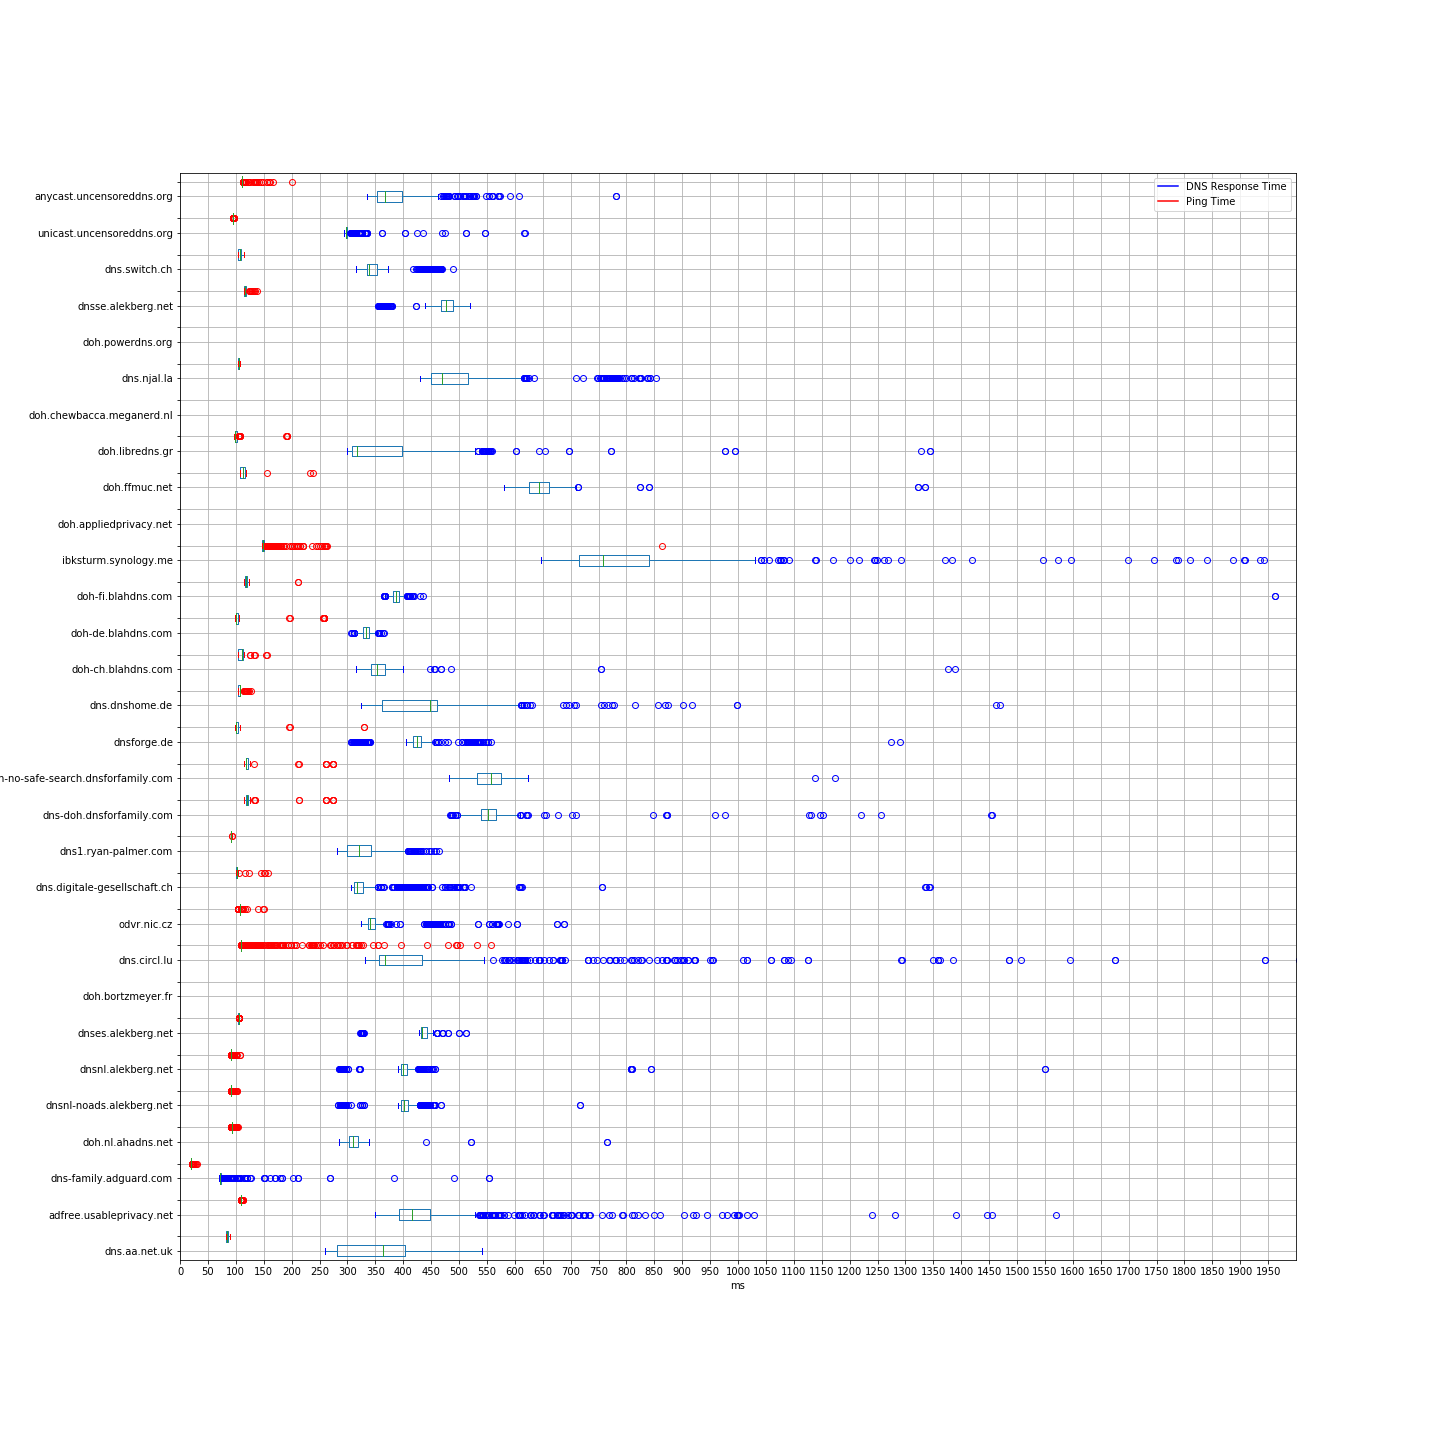 DNS Response Time
Ping Time
anycast.uncensoreddns.org
unicast.uncensoreddns.org
dns.switch.ch
dnsse.alekberg.net
doh.powerdns.org
dns.njal.la
doh.chewbacca.meganerd.nl
doh.libredns.gr
doh.ffmuc.net
doh.appliedprivacy.net
ibksturm.synology.me
doh-fi.blahdns.com
doh-de.blahdns.com
doh-ch.blahdns.com
dns.dnshome.de
dnsforge.de
-no-safe-search.dnsforfamily.com
dns-doh.dnsforfamily.com
dns1.ryan-palmer.com
dns.digitale-gesellschaft.ch
odvr.nic.cz
dns.circl.lu
doh.bortzmeyer.fr
dnses.alekberg.net
dnsnl.alekberg.net
dnsnl-noads.alekberg.net
doh.nl.ahadns.net
dns-family.adguard.com
adfree.usableprivacy.net
dns.aa.net.uk
0 50 100 150 200 250 300 350 400 450 500 550 600 650 700 750 800 850 900 950 1000 1050 1100 1150 1200 1250 1300 1350 1400 1450 1500 1550 1600 1650 1700 1750 1800 1850 1900 1950
ms